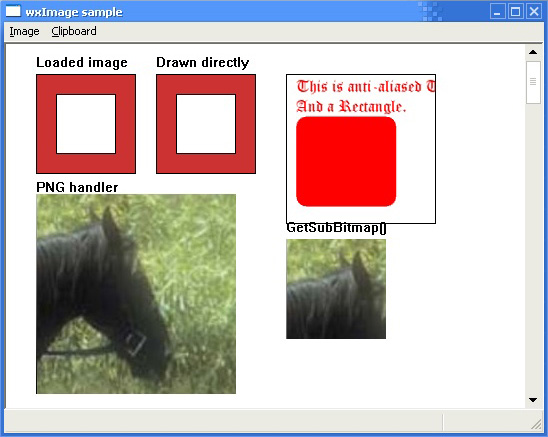 wxImage sample
Image Clipboard
Loaded image
Drawn directly
This is anti-aliased
And a Rectangle.
PNG handler
GetSubBitmap()